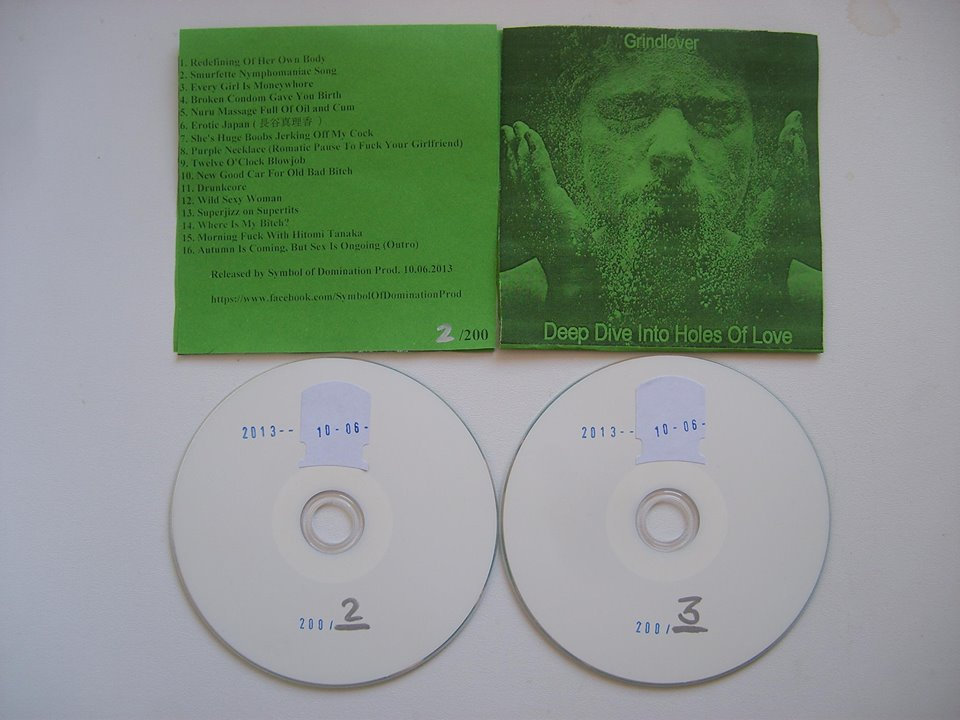 1. Redefining Of Her Own Body
2. Smurfette Nymphomaniac Song
3. Every Girl Is Moneywhore
4. Broken Condom Gave You Birth
5. Nuru Massage Full Of Oil and Cum
6. Erotic Japan ( 長谷真理香 )
7. She's Huge Boobs Jerking Off My Cock
8. Purple Necklace (Romatic Pause To Fuck Your Girlfriend)
9. Twelve O'Clock Blowjob
10. New Good Car For Old Bad Bitch
11. Drunkcore
12. Wild Sexy Woman
13. Superjizz on Supertits
14. Where Is My Bitch?
15. Morning Fuck With Hitomi Tanaka
16. Autumn Is Coming, But Sex Is Ongoing (Outro)
Released by Symbol of Domination Prod. 10.06.2013
https://www.facebook.com/SymbolOfDominationProd
2 /200
Grindlover
Deep Dive Into Holes Of Love
2013-- 10-06-
200/ 2
2013-- 10-06-
200/ 3